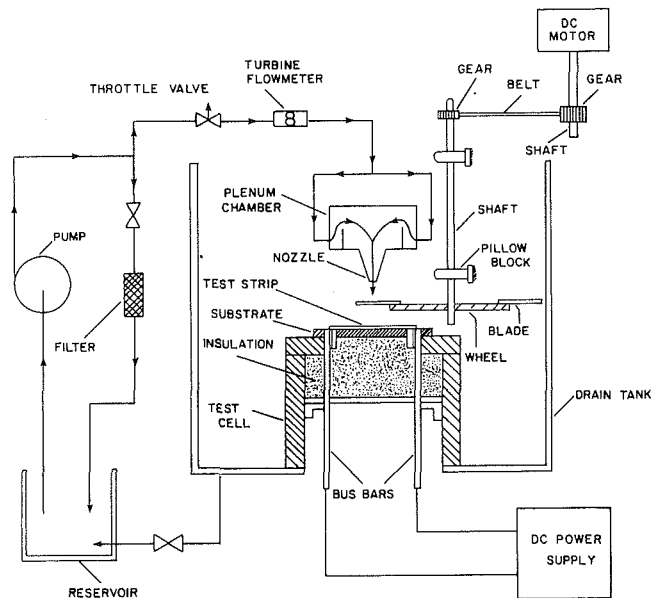 DC
MOTOR
TURBINE
FLOWMETER
GEAR
BELT
GEAR
THROTTLE VALVE
8
SHAFT
PLENUM
CHAMBER
SHAFT
PUMP
NOZZLE
PILLOW
BLOCK
TEST STRIP
SUBSTRATE
BLADE
FILTER
INSULATION
WHEEL
TEST
CELL
DRAIN TANK
BUS BARS
DC POWER
SUPPLY
RESERVOIR